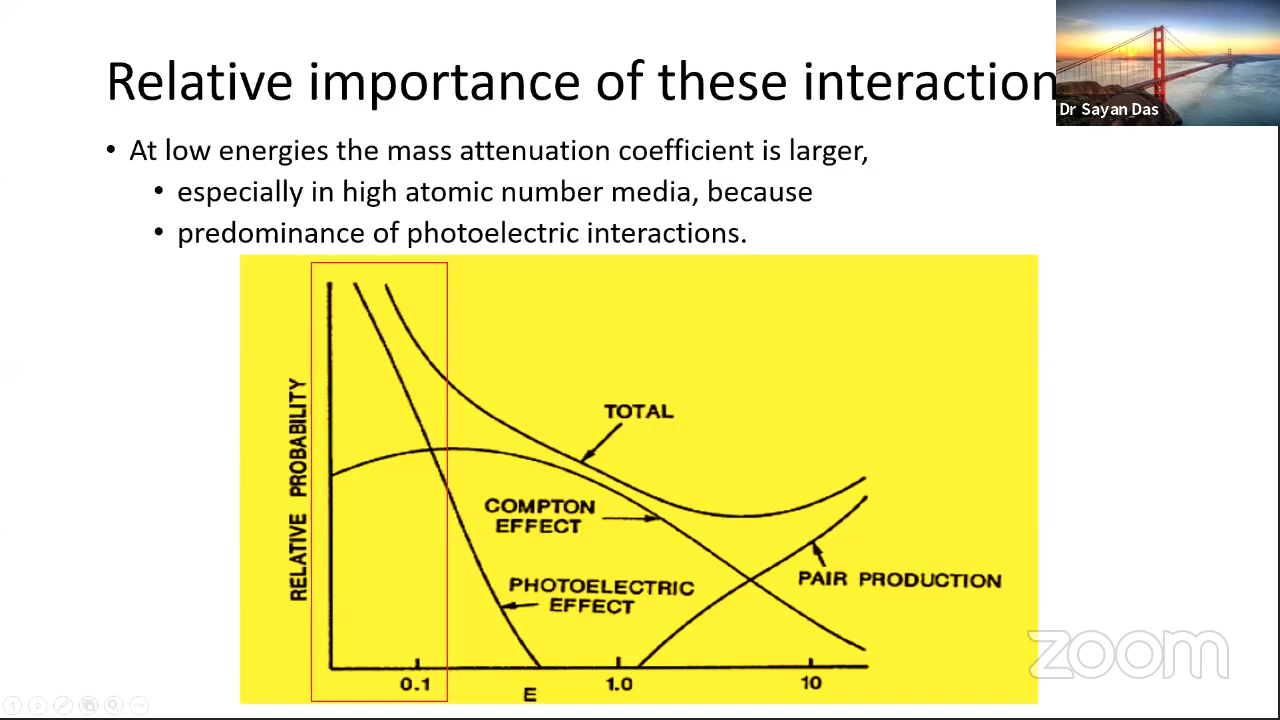 Relative importance of these interaction
Dr Sayan Das
• At low energies the mass attenuation coefficient is larger,
• especially in high atomic number media, because
• predominance of photoelectric interactions.
RELATIVE PROBABILITY
TOTAL
COMPTON
EFFECT
PHOTOELECTRIC
EFFECT
PAIR PRODUCTION
0.1
E
1.0
10
zoom